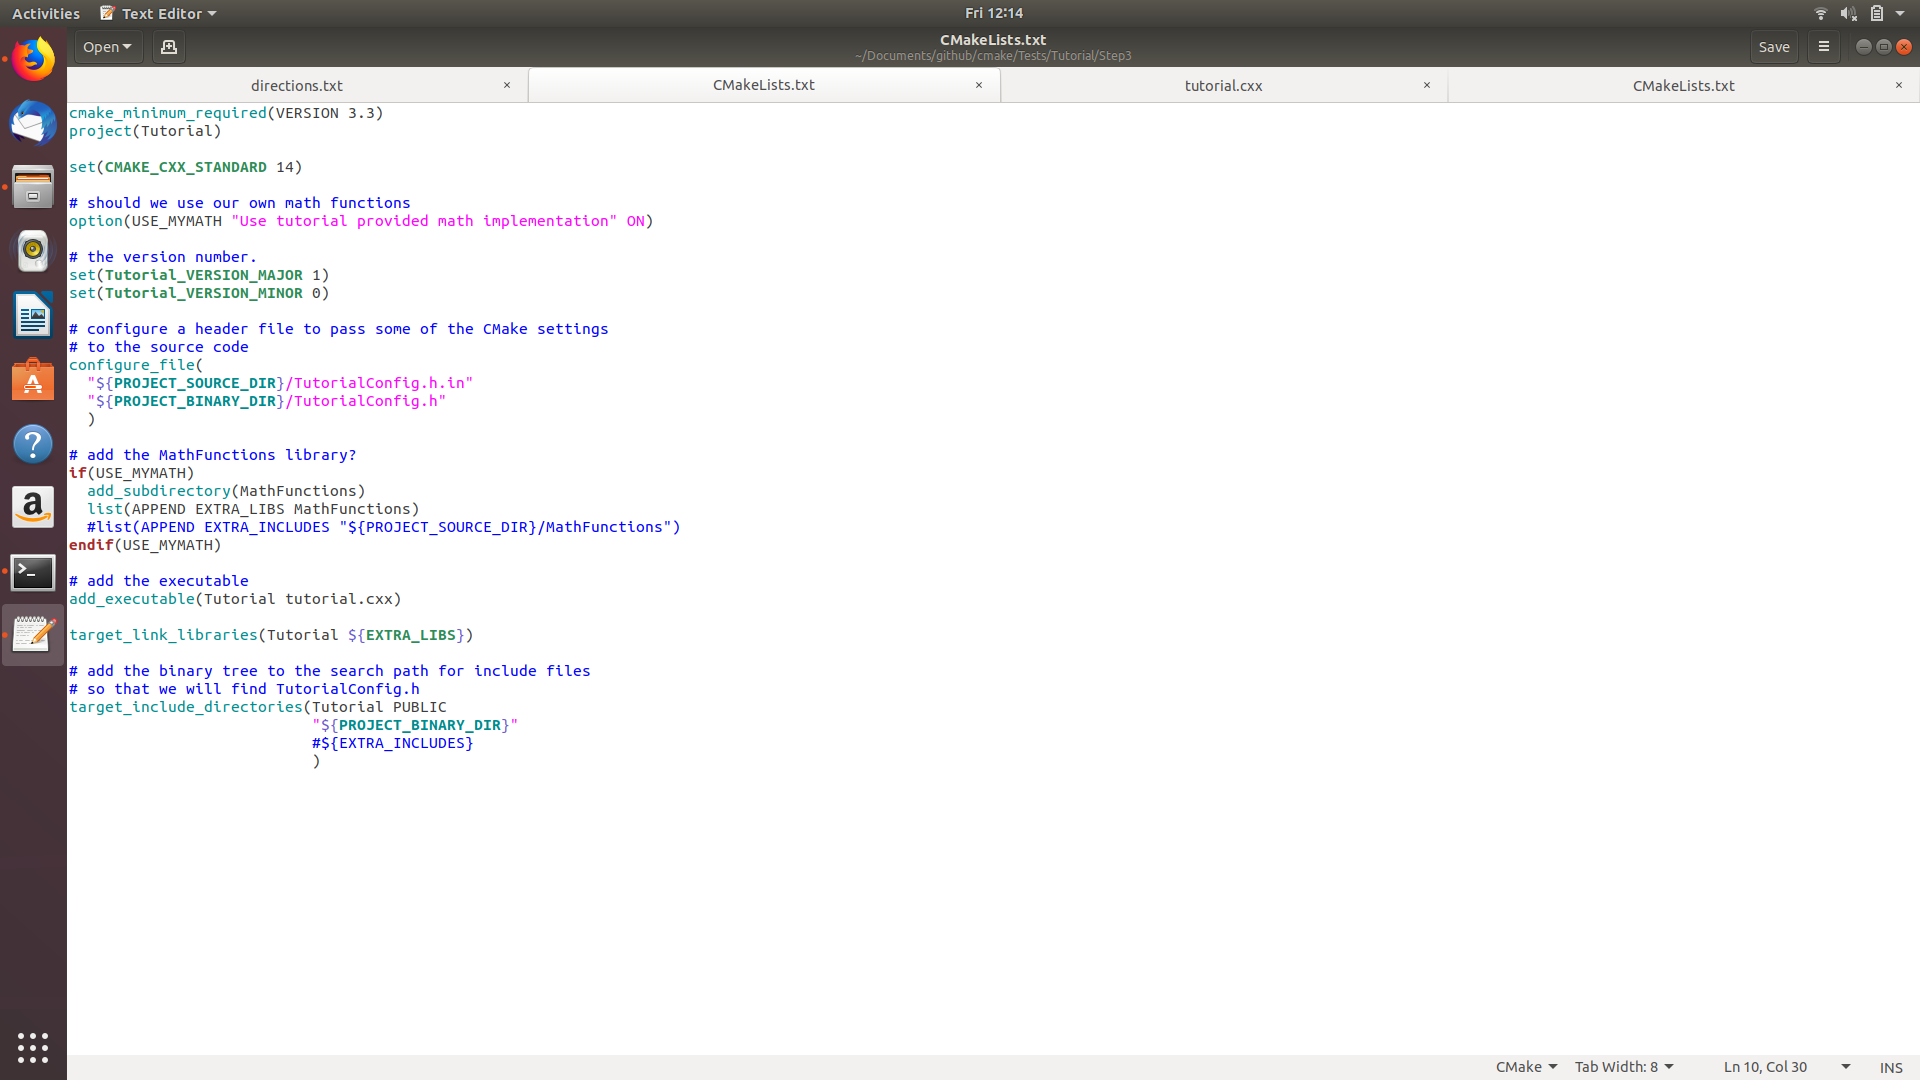 Activities Text Editor Fri 12:14
Open CMakeLists.txt Save
~/Documents/github/cmake/Tests/Tutorial/Step3
directions.txt CMakeLists.txt tutorial.cxx CMakeLists.txt
cmake_minimum_required(VERSION 3.3)
project(Tutorial)
set(CMAKE_CXX_STANDARD 14)
# should we use our own math functions
option(USE_MYMATH "Use tutorial provided math implementation" ON)
# the version number.
set(Tutorial_VERSION_MAJOR 1)
set(Tutorial_VERSION_MINOR 0)
# configure a header file to pass some of the CMake settings
# to the source code
configure_file(
  "${PROJECT_SOURCE_DIR}/TutorialConfig.h.in"
  "${PROJECT_BINARY_DIR}/TutorialConfig.h"
  )
# add the MathFunctions library?
if(USE_MYMATH)
  add_subdirectory(MathFunctions)
  list(APPEND EXTRA_LIBS MathFunctions)
  #list(APPEND EXTRA_INCLUDES "${PROJECT_SOURCE_DIR}/MathFunctions")
endif(USE_MYMATH)
# add the executable
add_executable(Tutorial tutorial.cxx)
target_link_libraries(Tutorial ${EXTRA_LIBS})
# add the binary tree to the search path for include files
# so that we will find TutorialConfig.h
target_include_directories(Tutorial PUBLIC
                           "${PROJECT_BINARY_DIR}"
                           #${EXTRA_INCLUDES}
                           )
CMake Tab Width: 8 Ln 10, Col 30 INS